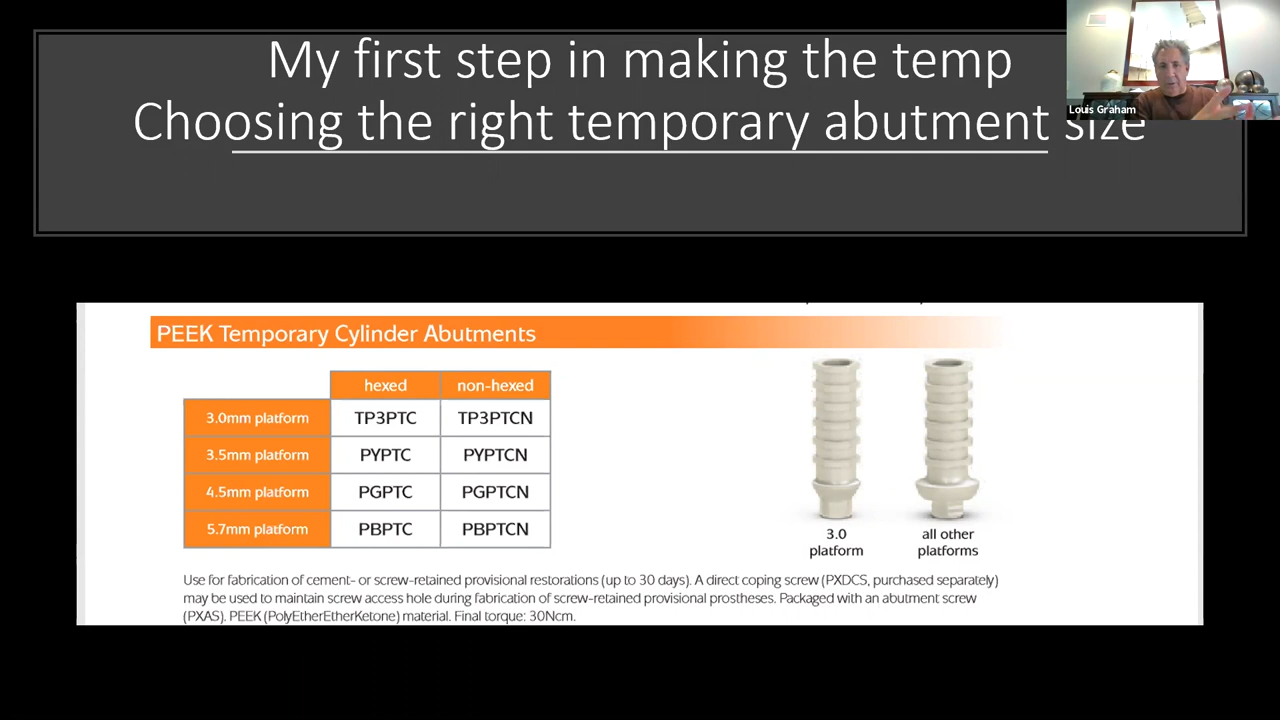 My first step in making the temp
Choosing the right temporary abutment size
Louis Graham
PEEK Temporary Cylinder Abutments
hexed non-hexed
3.0mm platform TP3PTC TP3PTCN
3.5mm platform PYPTC PYPTCN
4.5mm platform PGPTC PGPTCN
5.7mm platform PBPTC PBPTCN
3.0 platform
all other platforms
Use for fabrication of cement- or screw-retained provisional restorations (up to 30 days). A direct coping screw (PXDCS, purchased separately)
may be used to maintain screw access hole during fabrication of screw-retained provisional prostheses. Packaged with an abutment screw
(PXAS). PEEK (PolyEtherEtherKetone) material. Final torque: 30Ncm.